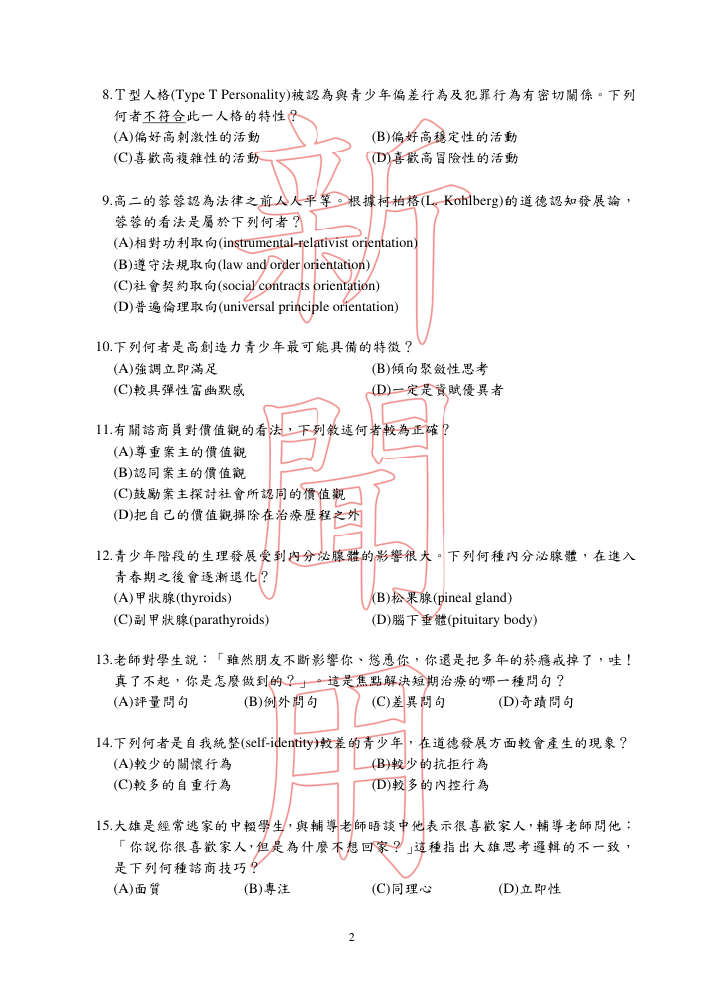 8.Ｔ型人格(Type T Personality)被認為與青少年偏差行為及犯罪行為有密切關係。下列
何者不符合此一人格的特性？
(A)偏好高刺激性的活動 (B)偏好高穩定性的活動
(C)喜歡高複雜性的活動 (D)喜歡高冒險性的活動
9.高二的蓉蓉認為法律之前人人平等。根據柯柏格(L. Kohlberg)的道德認知發展論，
蓉蓉的看法是屬於下列何者？
(A)相對功利取向(instrumental-relativist orientation)
(B)遵守法規取向(law and order orientation)
(C)社會契約取向(social contracts orientation)
(D)普遍倫理取向(universal principle orientation)
10.下列何者是高創造力青少年最可能具備的特徵？
(A)強調立即滿足 (B)傾向聚斂性思考
(C)較具彈性富幽默感 (D)一定是資賦優異者
11.有關諮商員對價值觀的看法，下列敘述何者較為正確？
(A)尊重案主的價值觀
(B)認同案主的價值觀
(C)鼓勵案主探討社會所認同的價值觀
(D)把自己的價值觀摒除在治療歷程之外
12.青少年階段的生理發展受到內分泌腺體的影響很大。下列何種內分泌腺體，在進入
青春期之後會逐漸退化？
(A)甲狀腺(thyroids) (B)松果腺(pineal gland)
(C)副甲狀腺(parathyroids) (D)腦下垂體(pituitary body)
13.老師對學生說：「雖然朋友不斷影響你、慫恿你，你還是把多年的菸癮戒掉了，哇！
真了不起，你是怎麼做到的？」。這是焦點解決短期治療的哪一種問句？
(A)評量問句 (B)例外問句 (C)差異問句 (D)奇蹟問句
14.下列何者是自我統整(self-identity)較差的青少年，在道德發展方面較會產生的現象？
(A)較少的關懷行為 (B)較少的抗拒行為
(C)較多的自重行為 (D)較多的內控行為
15.大雄是經常逃家的中輟學生，與輔導老師晤談中他表示很喜歡家人，輔導老師問他：
「你說你很喜歡家人，但是為什麼不想回家？」這種指出大雄思考邏輯的不一致，
是下列何種諮商技巧？
(A)面質 (B)專注 (C)同理心 (D)立即性
2
新
聞
用